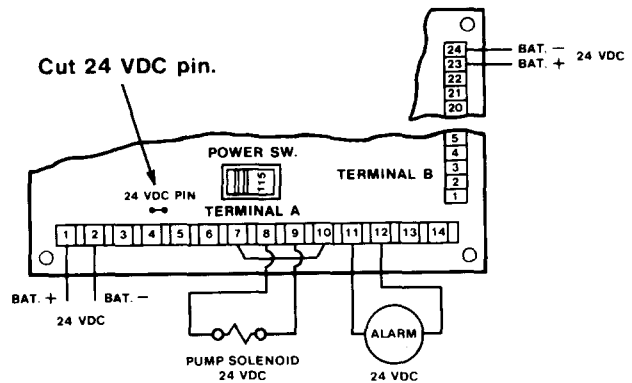 Cut 24 VDC pin.
24 BAT. - 24 VDC
23 BAT. +
22
21
20
5
4
3
2
1
POWER SW.
115
TERMINAL B
24 VDC PIN
TERMINAL A
1 2 3 4 5 6 7 8 9 10 11 12 13 14
BAT. + BAT. -
24 VDC
PUMP SOLENOID
24 VDC
ALARM
24 VDC